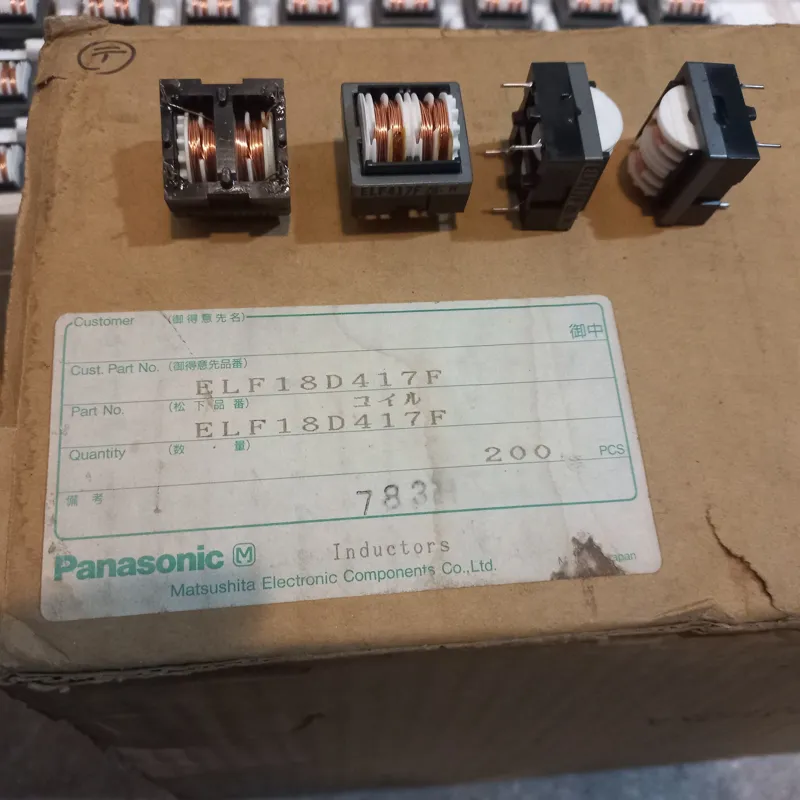 〒
Customer (御得意先名)
御中
Cust. Part No. (御得意先品番)
ELF18D417F
コイル
Part No. (松下品番)
ELF18D417F
Quantity (数 量) 200 PCS
備 考
783
Panasonic M Inductors
Matsushita Electronic Components Co.,Ltd.